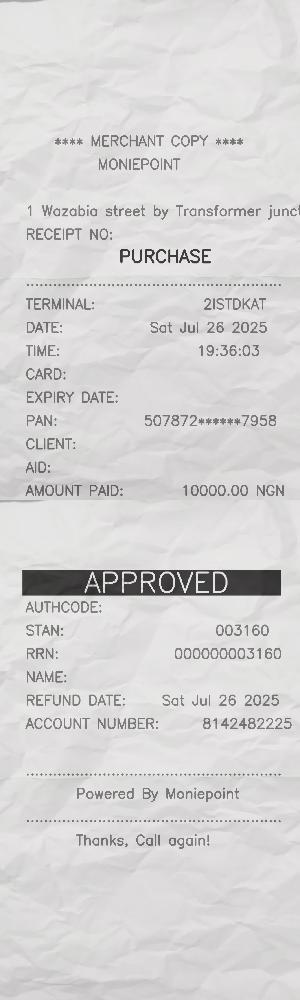 **** MERCHANT COPY ****
MONIEPOINT
1 Wazabia street by Transformer junct
RECEIPT NO:
PURCHASE
TERMINAL: 2ISTDKAT
DATE: Sat Jul 26 2025
TIME: 19:36:03
CARD:
EXPIRY DATE:
PAN: 507872******7958
CLIENT:
AID:
AMOUNT PAID: 10000.00 NGN
APPROVED
AUTHCODE:
STAN: 003160
RRN: 000000003160
NAME:
REFUND DATE: Sat Jul 26 2025
ACCOUNT NUMBER: 8142482225
Powered By Moniepoint
Thanks, Call again!